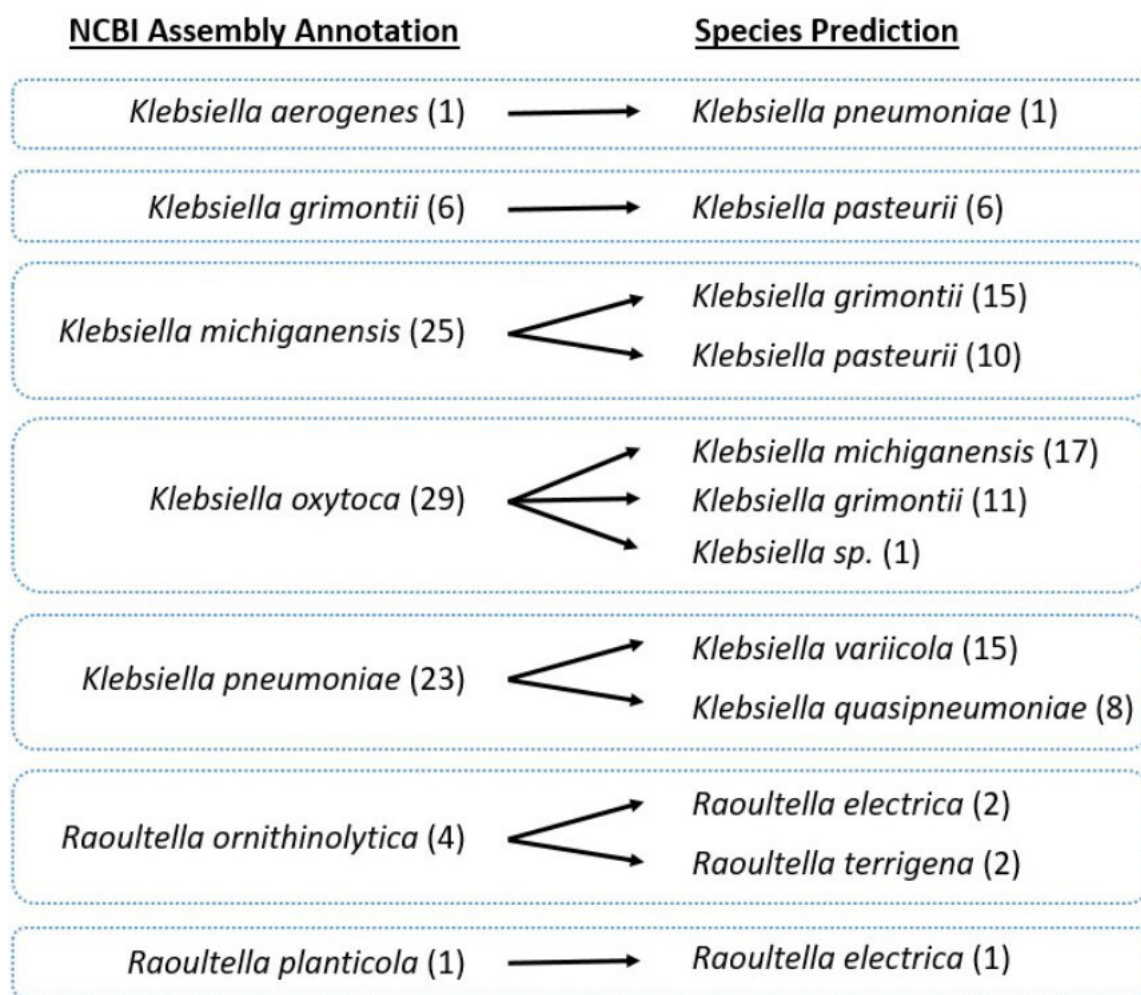 NCBI Assembly Annotation Species Prediction
Klebsiella aerogenes (1) Klebsiella pneumoniae (1)
Klebsiella grimontii (6) Klebsiella pasteurii (6)
Klebsiella michiganensis (25)
Klebsiella grimontii (15)
Klebsiella pasteurii (10)
Klebsiella oxytoca (29)
Klebsiella michiganensis (17)
Klebsiella grimontii (11)
Klebsiella sp. (1)
Klebsiella pneumoniae (23)
Klebsiella variicola (15)
Klebsiella quasipneumoniae (8)
Raoultella ornithinolytica (4)
Raoultella electrica (2)
Raoultella terrigena (2)
Raoultella planticola (1) Raoultella electrica (1)